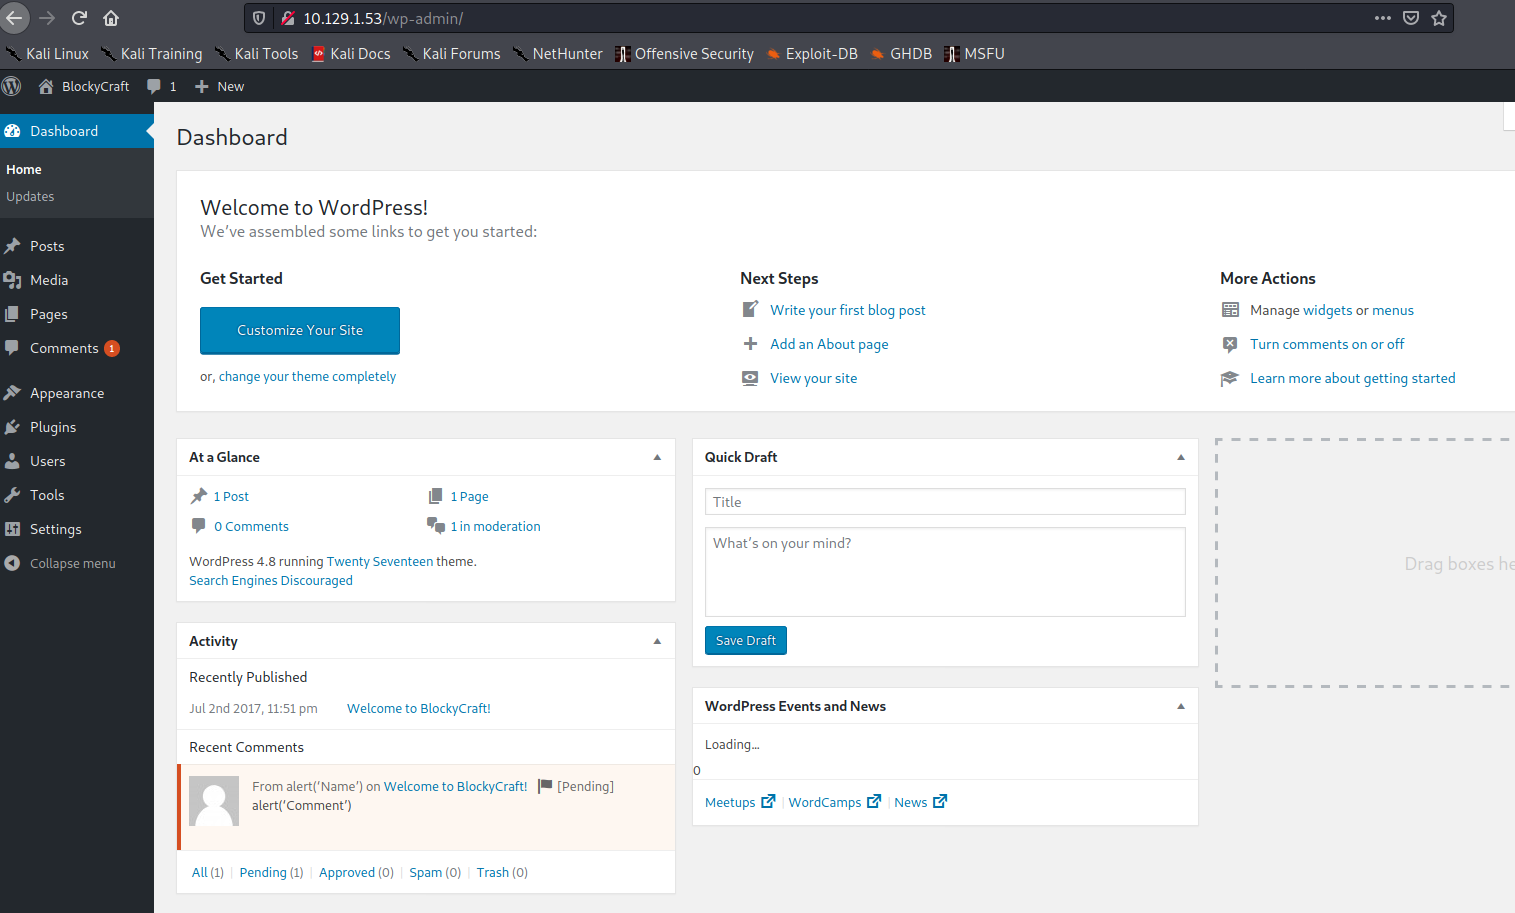 10.129.1.53/wp-admin/
Kali Linux Kali Training Kali Tools Kali Docs Kali Forums NetHunter Offensive Security Exploit-DB GHDB MSFU
BlockyCraft 1 New
Dashboard
Home
Updates
Posts
Media
Pages
Comments 1
Appearance
Plugins
Users
Tools
Settings
Collapse menu
Dashboard
Welcome to WordPress!
We've assembled some links to get you started:
Get Started
Customize Your Site
or, change your theme completely
Next Steps
Write your first blog post
Add an About page
View your site
More Actions
Manage widgets or menus
Turn comments on or off
Learn more about getting started
At a Glance
1 Post 1 Page
0 Comments 1 in moderation
WordPress 4.8 running Twenty Seventeen theme.
Search Engines Discouraged
Activity
Recently Published
Jul 2nd 2017, 11:51 pm Welcome to BlockyCraft!
Recent Comments
From alert(‘Name’) on Welcome to BlockyCraft! [Pending]
alert(‘Comment’)
All (1) | Pending (1) | Approved (0) | Spam (0) | Trash (0)
Quick Draft
Title
What's on your mind?
Save Draft
WordPress Events and News
Loading…
0
Meetups | WordCamps | News
Drag boxes he